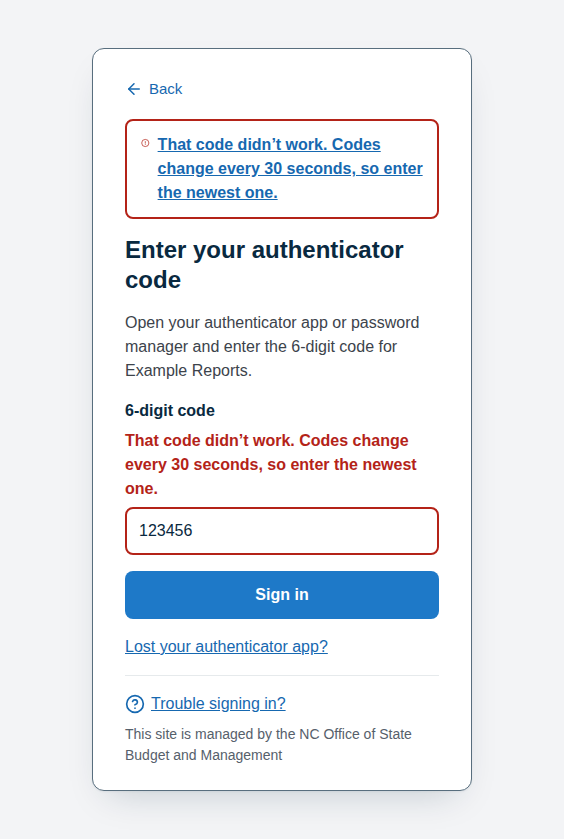 Back
That code didn’t work. Codes
change every 30 seconds, so enter
the newest one.
Enter your authenticator
code
Open your authenticator app or password
manager and enter the 6-digit code for
Example Reports.
6-digit code
That code didn’t work. Codes change
every 30 seconds, so enter the newest
one.
123456
Sign in
Lost your authenticator app?
Trouble signing in?
This site is managed by the NC Office of State
Budget and Management